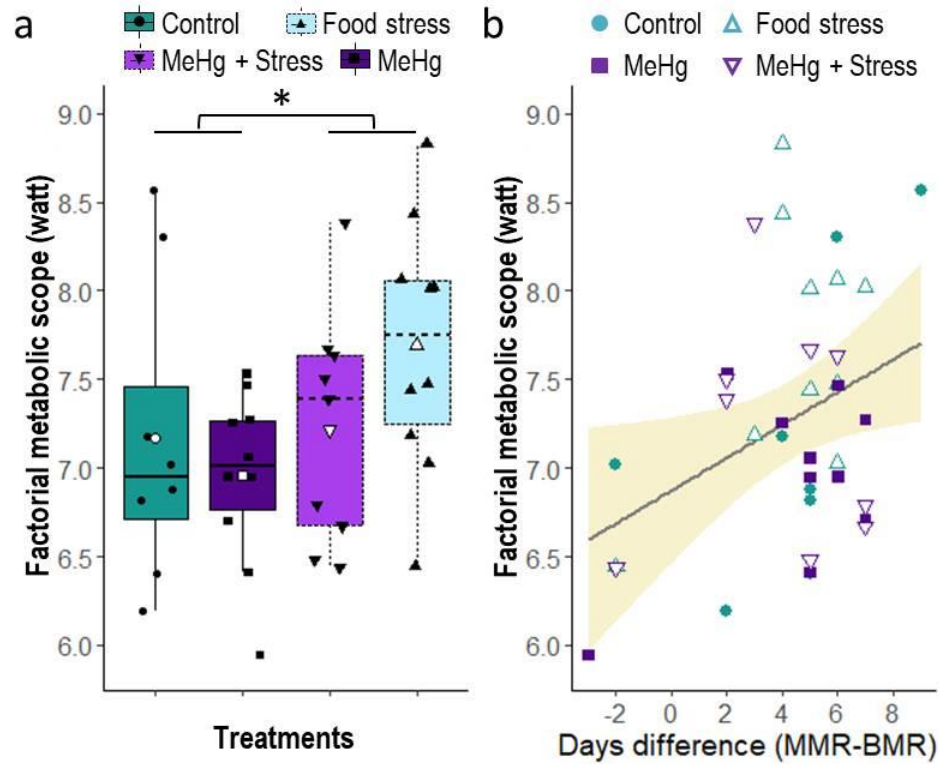 a
Control
Food stress
MeHg + Stress
MeHg
*
9.0
8.5
8.0
7.5
7.0
6.5
6.0
Factorial metabolic scope (watt)
Treatments
b
Control
Food stress
MeHg
MeHg + Stress
9.0
8.5
8.0
7.5
7.0
6.5
6.0
Factorial metabolic scope (watt)
-2 0 2 4 6 8
Days difference (MMR-BMR)